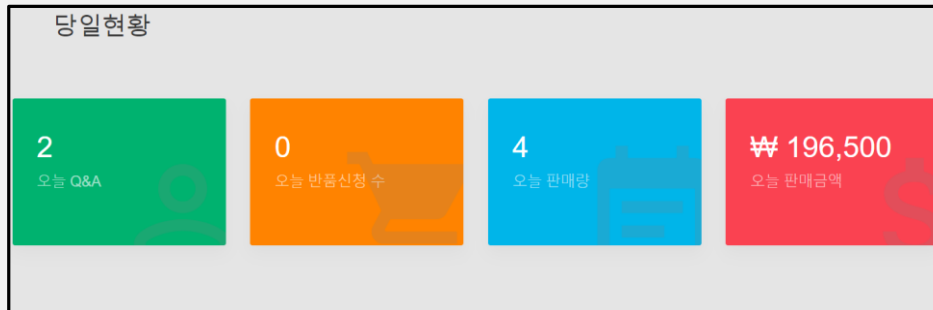 당일현황
2
오늘 Q&A
0
오늘 반품신청 수
4
오늘 판매량
₩ 196,500
오늘 판매금액